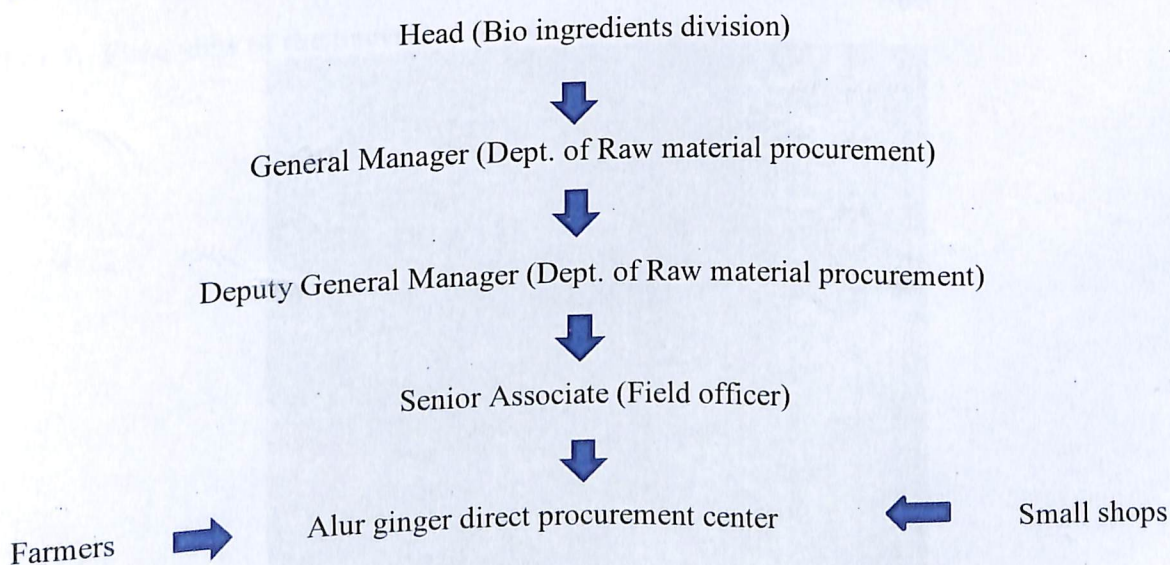 Head (Bio ingredients division)
General Manager (Dept. of Raw material procurement)
Deputy General Manager (Dept. of Raw material procurement)
Senior Associate (Field officer)
Farmers Alur ginger direct procurement center Small shops